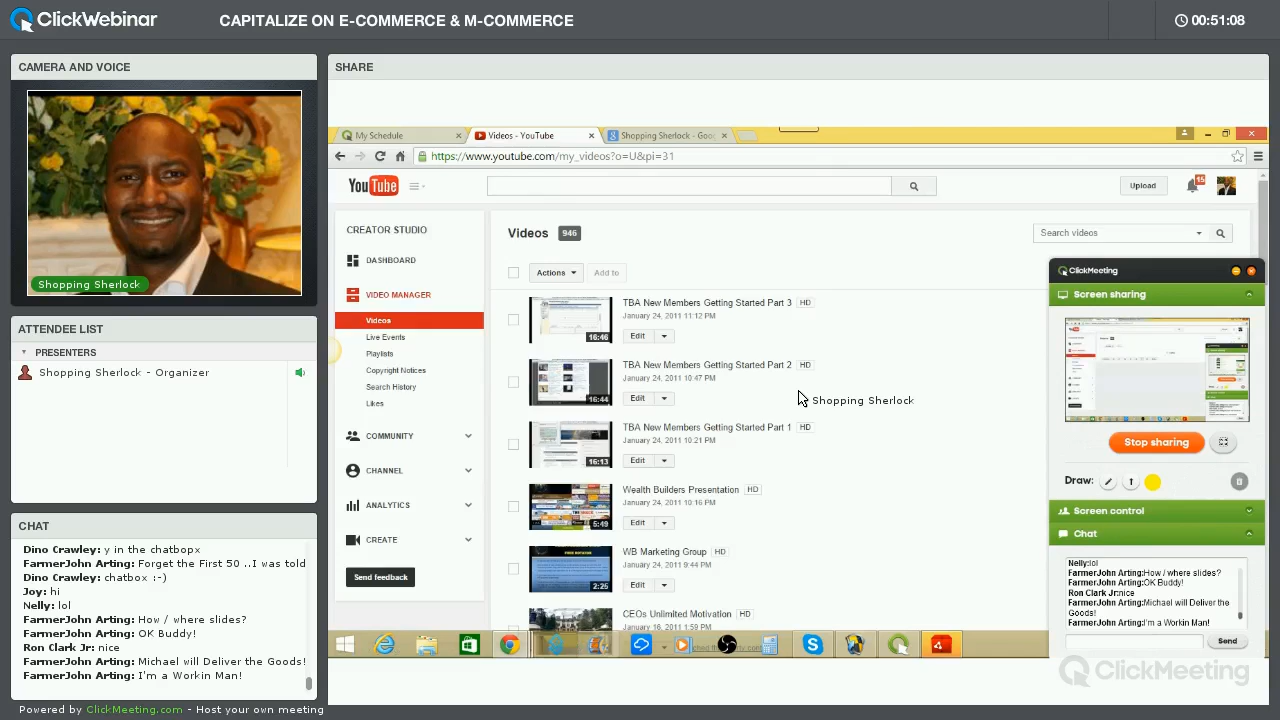 ClickWebinar
CAPITALIZE ON E-COMMERCE & M-COMMERCE
00:51:08
CAMERA AND VOICE
Shopping Sherlock
ATTENDEE LIST
PRESENTERS
Shopping Sherlock - Organizer
CHAT
Dino Crawley: y in the chatbopx
FarmerJohn Arting: Forget the First 50 ..I was told
Dino Crawley: chatbox :-)
Joy: hi
Nelly: lol
FarmerJohn Arting: How / where slides?
FarmerJohn Arting: OK Buddy!
Ron Clark Jr: nice
FarmerJohn Arting: Michael will Deliver the Goods!
FarmerJohn Arting: I'm a Workin Man!
Powered by ClickMeeting.com - Host your own meeting
SHARE
My Schedule
Videos - YouTube
Shopping Sherlock - Goo
https://www.youtube.com/my_videos?o=U&pi=31
YouTube
Upload
15
CREATOR STUDIO
DASHBOARD
VIDEO MANAGER
Videos
Live Events
Playlists
Copyright Notices
Search History
Likes
COMMUNITY
CHANNEL
ANALYTICS
CREATE
Send feedback
Videos 946
Search videos
Actions
Add to
TBA New Members Getting Started Part 3 HD
January 24, 2011 11:12 PM
16:46
Edit
TBA New Members Getting Started Part 2 HD
January 24, 2011 10:47 PM
16:44
Edit
Shopping Sherlock
TBA New Members Getting Started Part 1 HD
January 24, 2011 10:21 PM
16:13
Edit
Wealth Builders Presentation HD
January 24, 2011 10:16 PM
5:49
Edit
WB Marketing Group HD
January 24, 2011 9:44 PM
2:25
Edit
CEOs Unlimited Motivation HD
January 16, 2011 1:59 PM
ClickMeeting
Screen sharing
Stop sharing
Draw:
Screen control
Chat
Nelly:lol
FarmerJohn Arting:How / where slides?
FarmerJohn Arting:OK Buddy!
Ron Clark Jr:nice
FarmerJohn Arting:Michael will Deliver the
Goods!
FarmerJohn Arting:I'm a Workin Man!
Send
ClickMeeting